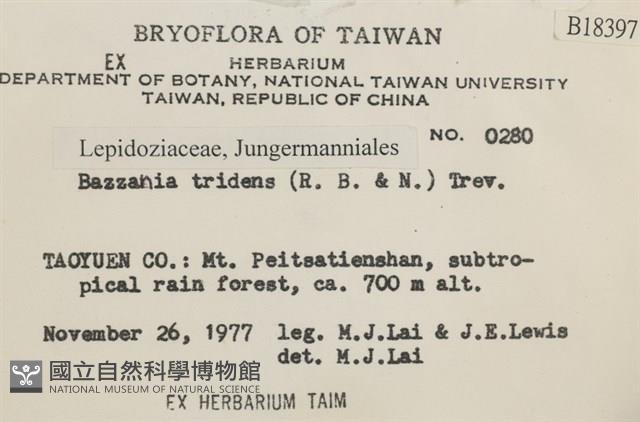 B18397
BRYOFLORA OF TAIWAN
EX HERBARIUM
DEPARTMENT OF BOTANY, NATIONAL TAIWAN UNIVERSITY
TAIWAN, REPUBLIC OF CHINA
NO. 0280
Lepidoziaceae, Jungermanniales
Bazzania tridens (R. B. & N.) Trev.
TAOYUEN CO.: Mt. Peitsatienshan, subtro-
pical rain forest, ca. 700 m alt.
November 26, 1977 leg. M.J.Lai & J.E.Lewis
det. M.J.Lai
國立自然科學博物館
NATIONAL MUSEUM OF NATURAL SCIENCE
EX HERBARIUM TAIM